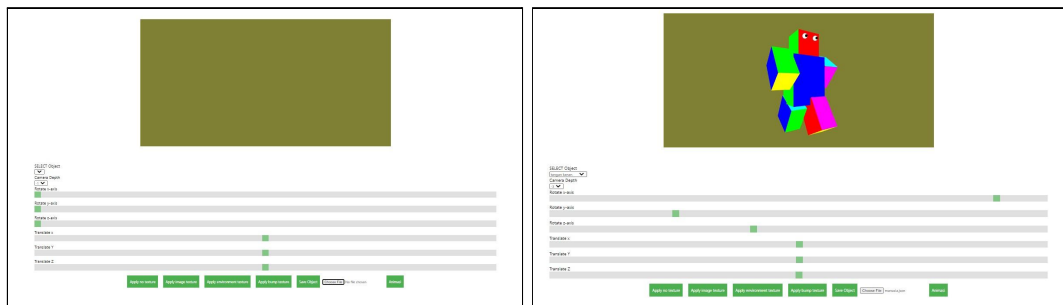 SELECT Object
Camera Depth
Rotate x-axis
Rotate y-axis
Rotate z-axis
Translate x
Translate Y
Translate Z
Apply no texture
Apply image texture
Apply environment texture
Apply bump texture
Save Object
Choose File No file chosen
SELECT Object
Camera Depth
Rotate x-axis
Rotate y-axis
Rotate z-axis
Translate x
Translate Y
Translate Z
Apply no texture
Apply image texture
Apply environment texture
Apply bump texture
Save Object
Choose File